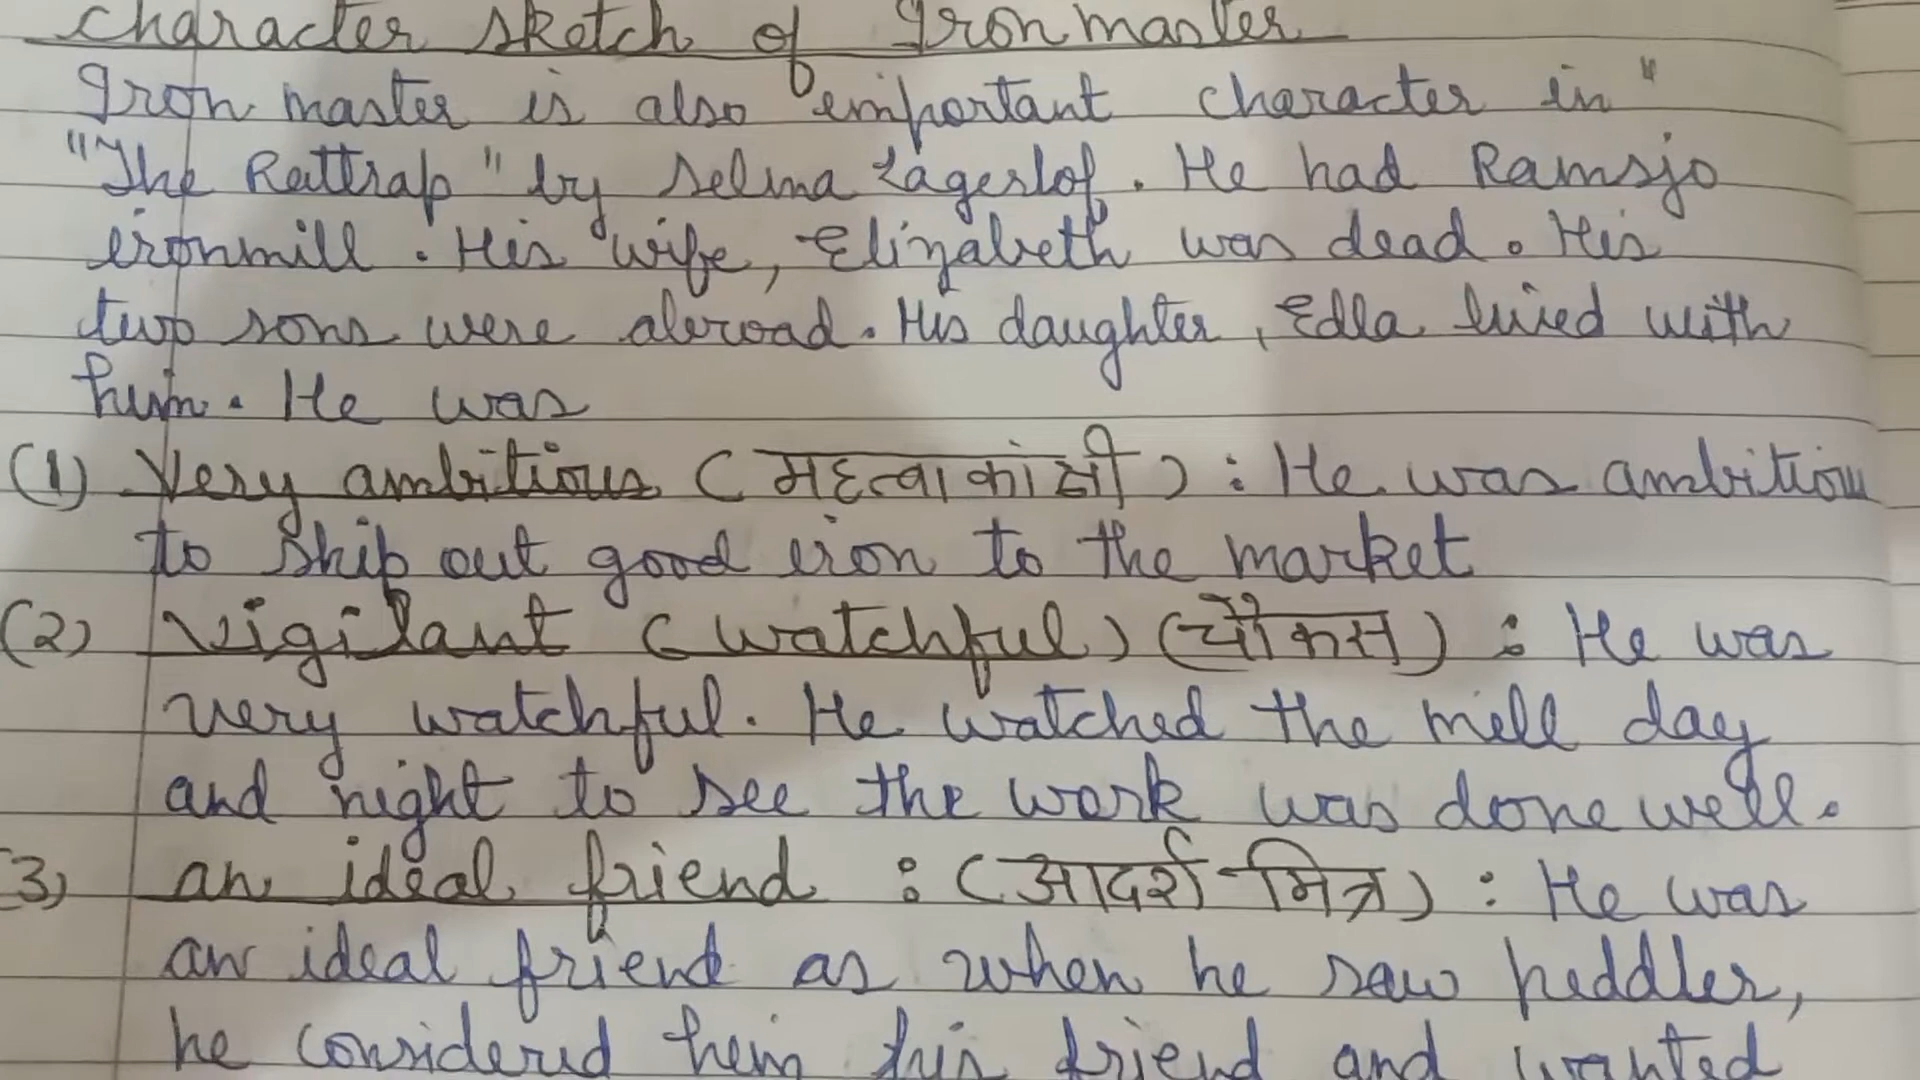 Character sketch of Ironmaster
Iron master is also important character in "
"The Rattrap" by Selma Lagerlof. He had Ramsjo
ironmill. His wife, Elizabeth was dead. His
two sons were abroad. His daughter, Edla lived with
him. He was
(1) Very ambitious (महत्वाकांक्षी) : He was ambitiou
to ship out good iron to the market
(2) Vigilant (watchful) (चौकस) : He was
very watchful. He watched the mill day
and night to see the work was done well.
(3) an ideal friend : (आदर्श मित्र) : He was
an ideal friend as when he saw peddler,
he considered him his friend and wanted